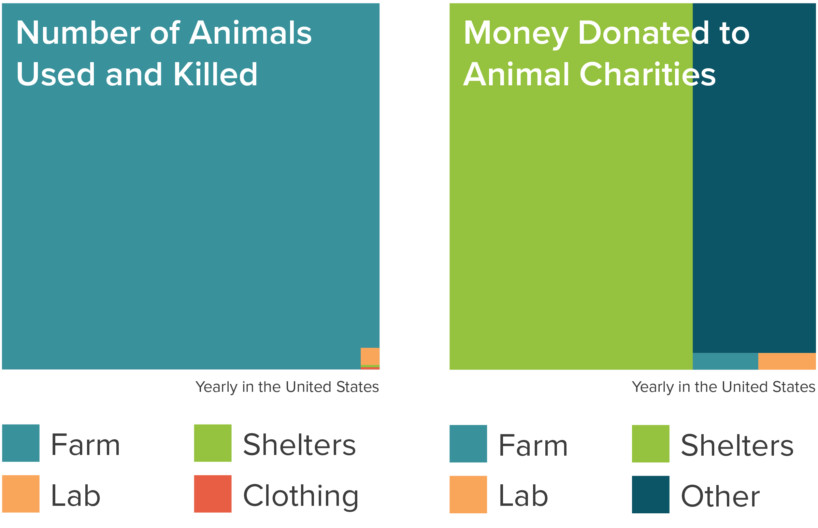 Number of Animals
Used and Killed
Yearly in the United States
Farm
Shelters
Lab
Clothing
Money Donated to
Animal Charities
Yearly in the United States
Farm
Shelters
Lab
Other